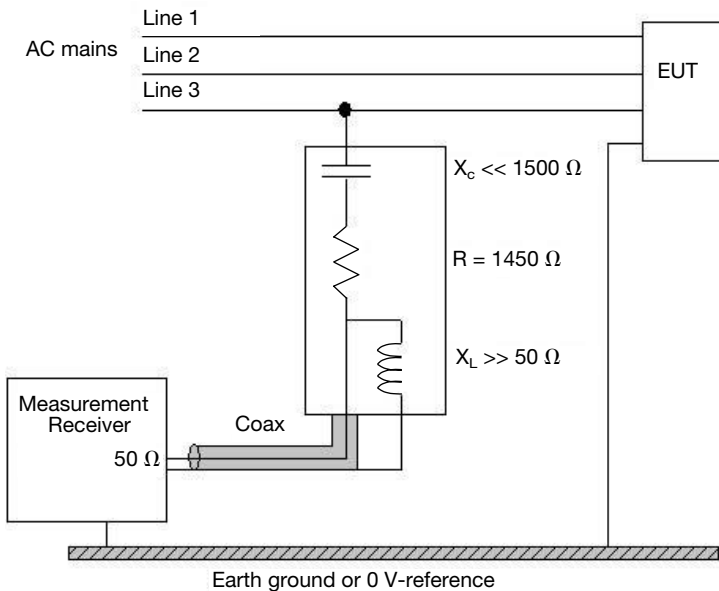 Line 1
AC mains
Line 2
EUT
Line 3
X_c << 1500 Ω
R = 1450 Ω
X_L >> 50 Ω
Measurement
Receiver
Coax
50 Ω
Earth ground or 0 V-reference